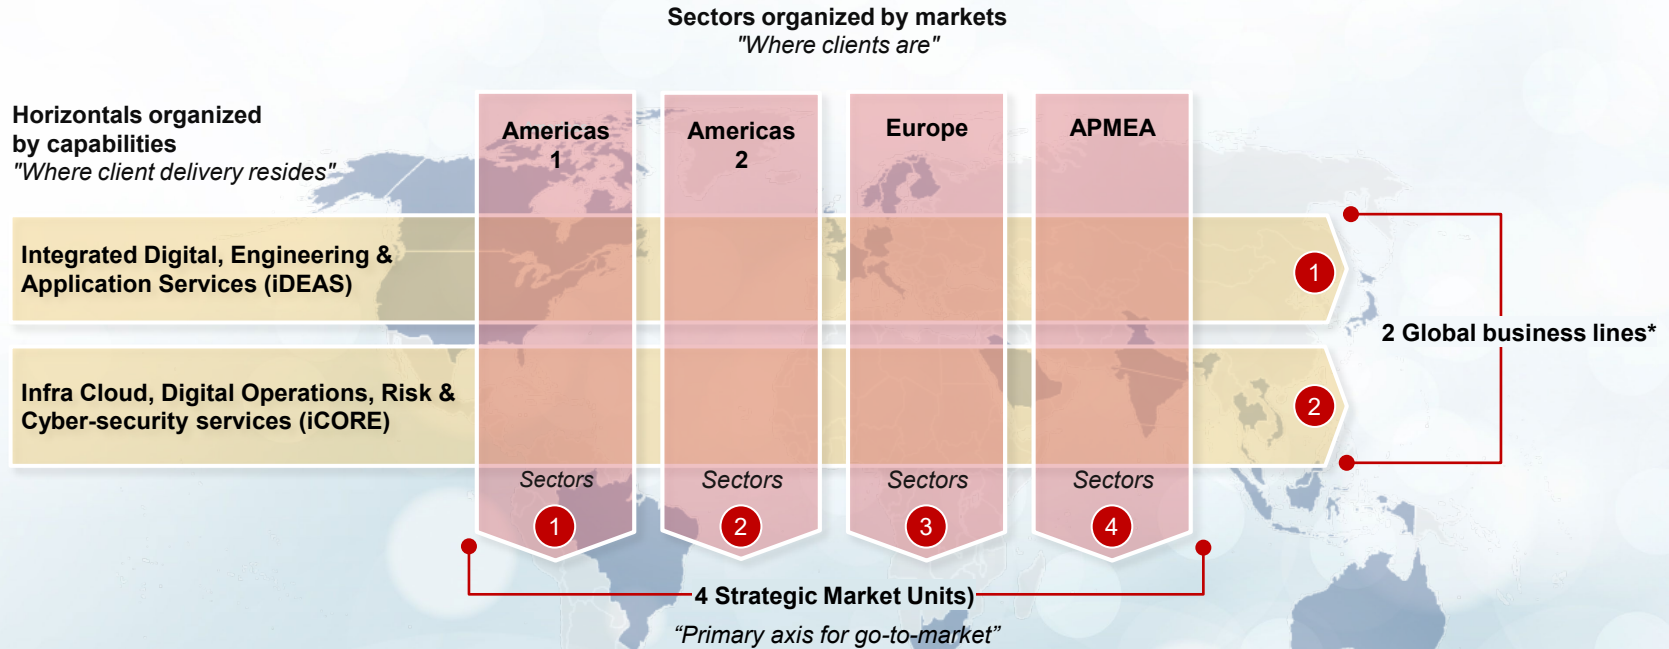 Sectors organized by markets
"Where clients are"
Horizontals organized
by capabilities
"Where client delivery resides"
Americas
1
Americas
2
Europe
APMEA
Integrated Digital, Engineering &
Application Services (iDEAS)
1
2 Global business lines*
Infra Cloud, Digital Operations, Risk &
Cyber-security services (iCORE)
2
Sectors
Sectors
Sectors
Sectors
1
2
3
4
4 Strategic Market Units)
“Primary axis for go-to-market”